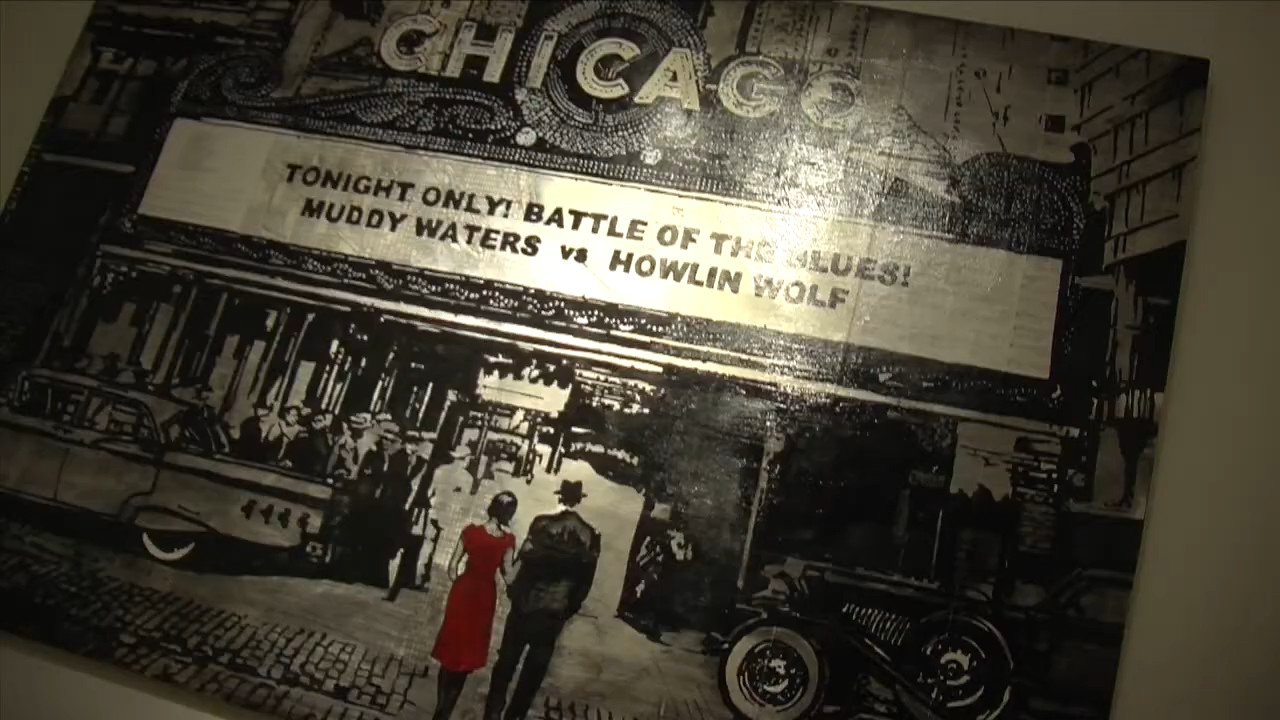 CHICAGO
TONIGHT ONLY! BATTLE OF THE BLUES!
MUDDY WATERS vs HOWLIN WOLF